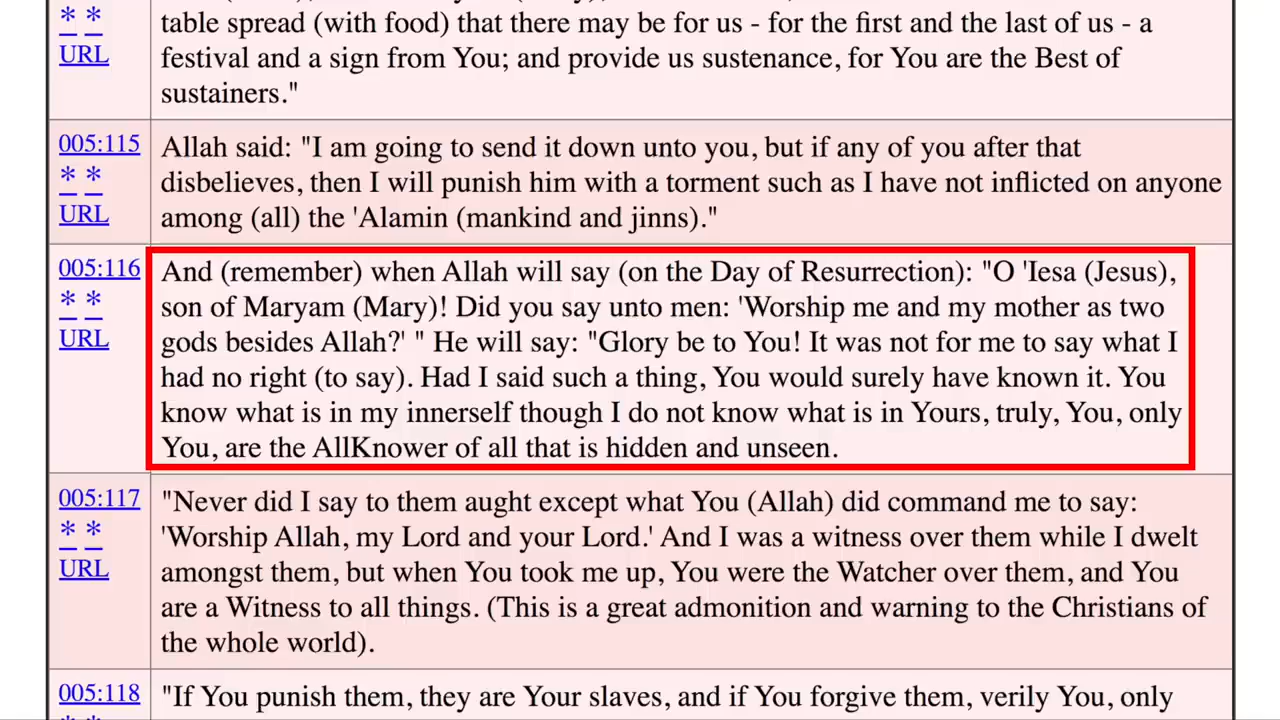 * *
table spread (with food) that there may be for us - for the first and the last of us - a
URL
festival and a sign from You; and provide us sustenance, for You are the Best of
sustainers."
005:115
Allah said: "I am going to send it down unto you, but if any of you after that
* *
disbelieves, then I will punish him with a torment such as I have not inflicted on anyone
URL
among (all) the 'Alamin (mankind and jinns)."
005:116
And (remember) when Allah will say (on the Day of Resurrection): "O 'Iesa (Jesus),
* *
son of Maryam (Mary)! Did you say unto men: 'Worship me and my mother as two
URL
gods besides Allah?' " He will say: "Glory be to You! It was not for me to say what I
had no right (to say). Had I said such a thing, You would surely have known it. You
know what is in my innerself though I do not know what is in Yours, truly, You, only
You, are the AllKnower of all that is hidden and unseen.
005:117
"Never did I say to them aught except what You (Allah) did command me to say:
* *
'Worship Allah, my Lord and your Lord.' And I was a witness over them while I dwelt
URL
amongst them, but when You took me up, You were the Watcher over them, and You
are a Witness to all things. (This is a great admonition and warning to the Christians of
the whole world).
005:118
"If You punish them, they are Your slaves, and if You forgive them, verily You, only